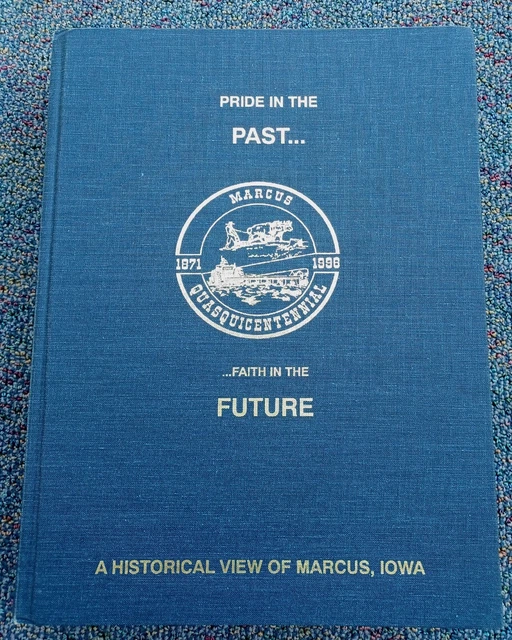 PRIDE IN THE
PAST...
MARCUS
1871 1996
QUASQUICENTENNIAL
...FAITH IN THE
FUTURE
A HISTORICAL VIEW OF MARCUS, IOWA